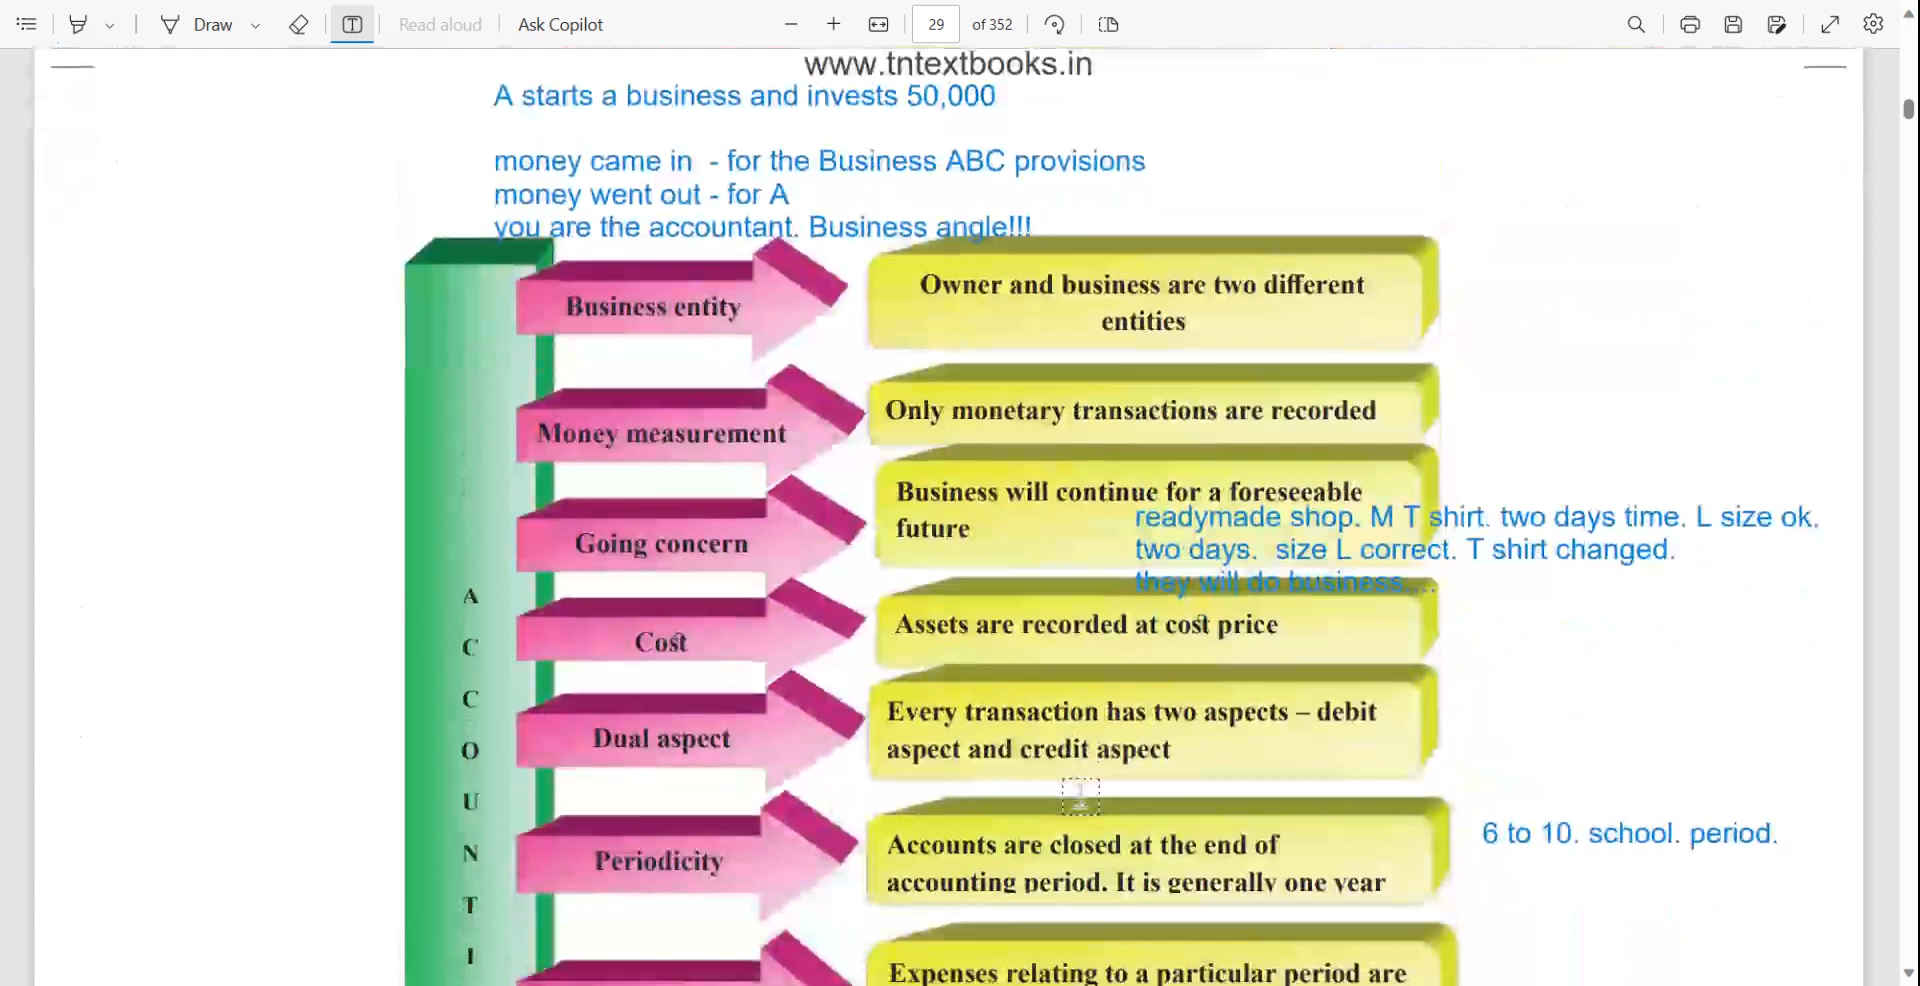 Draw
Read aloud
Ask Copilot
29
of 352
www.tntextbooks.in
A starts a business and invests 50,000
money came in - for the Business ABC provisions
money went out - for A
you are the accountant. Business angle!!!
Business entity
Owner and business are two different
entities
Money measurement
Only monetary transactions are recorded
Going concern
Business will continue for a foreseeable
future
readymade shop. M T shirt. two days time. L size ok.
two days. size L correct. T shirt changed.
they will do business....
Cost
Assets are recorded at cost price
Dual aspect
Every transaction has two aspects – debit
aspect and credit aspect
Periodicity
Accounts are closed at the end of
accounting period. It is generally one year
6 to 10. school. period.
Expenses relating to a particular period are
A
C
C
O
U
N
T
I